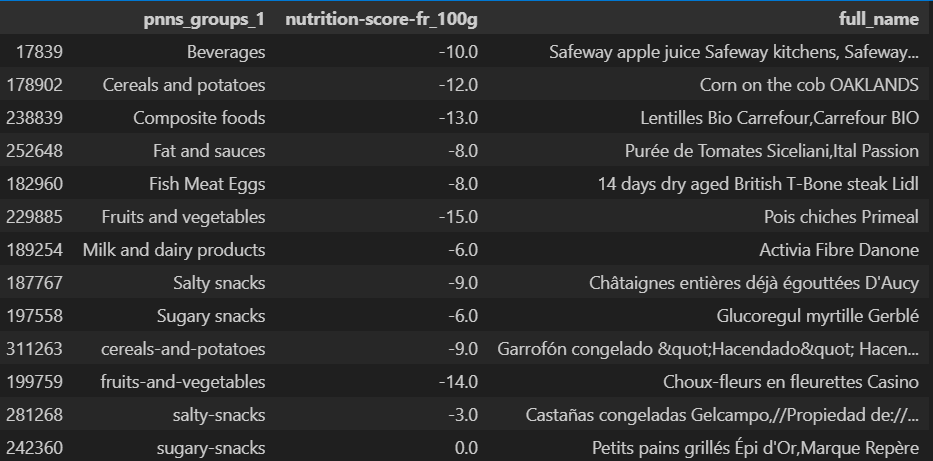 pnns_groups_1 nutrition-score-fr_100g full_name
17839 Beverages -10.0 Safeway apple juice Safeway kitchens, Safeway...
178902 Cereals and potatoes -12.0 Corn on the cob OAKLANDS
238839 Composite foods -13.0 Lentilles Bio Carrefour,Carrefour BIO
252648 Fat and sauces -8.0 Purée de Tomates Siceliani,Ital Passion
182960 Fish Meat Eggs -8.0 14 days dry aged British T-Bone steak Lidl
229885 Fruits and vegetables -15.0 Pois chiches Primeal
189254 Milk and dairy products -6.0 Activia Fibre Danone
187767 Salty snacks -9.0 Châtaignes entières déjà égouttées D'Aucy
197558 Sugary snacks -6.0 Glucoregul myrtille Gerblé
311263 cereals-and-potatoes -9.0 Garrofón congelado &quot;Hacendado&quot; Hacen...
199759 fruits-and-vegetables -14.0 Choux-fleurs en fleurettes Casino
281268 salty-snacks -3.0 Castañas congeladas Gelcampo,//Propiedad de://...
242360 sugary-snacks 0.0 Petits pains grillés Épi d'Or,Marque Repère